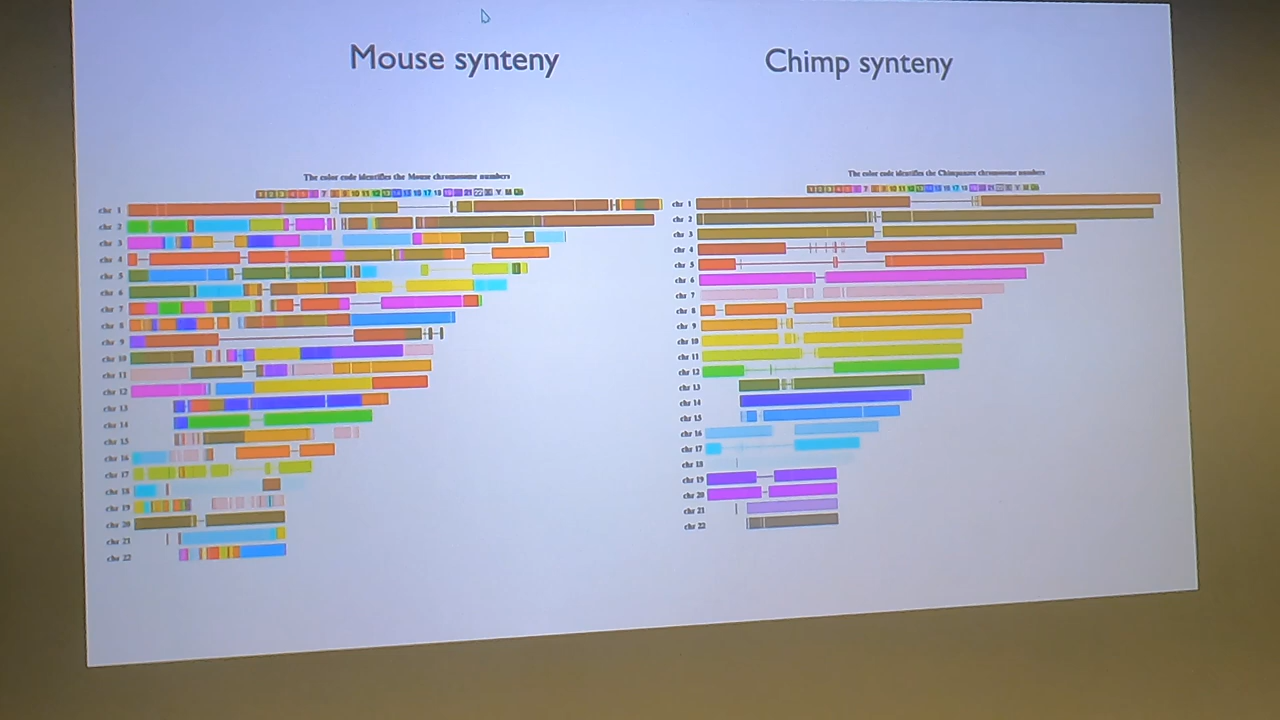 Mouse synteny
The color code identifies the Mouse chromosome numbers
chr 1
chr 2
chr 3
chr 4
chr 5
chr 6
chr 7
chr 8
chr 9
chr 10
chr 11
chr 12
chr 13
chr 14
chr 15
chr 16
chr 17
chr 18
chr 19
chr 20
chr 21
chr 22
Chimp synteny
The color code identifies the Chimpanzee chromosome numbers
chr 1
chr 2
chr 3
chr 4
chr 5
chr 6
chr 7
chr 8
chr 9
chr 10
chr 11
chr 12
chr 13
chr 14
chr 15
chr 16
chr 17
chr 18
chr 19
chr 20
chr 21
chr 22